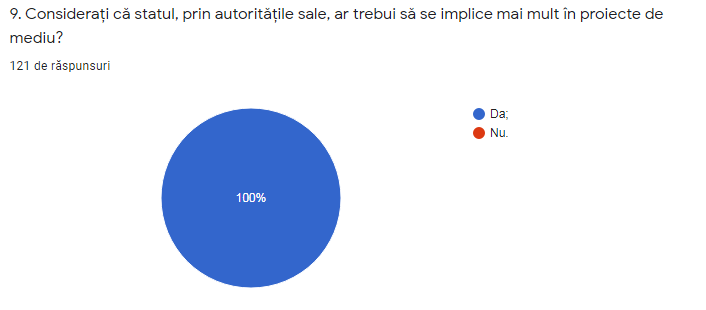 9. Considerați că statul, prin autoritățile sale, ar trebui să se implice mai mult în proiecte de
mediu?
121 de răspunsuri
Da;
Nu.
100%